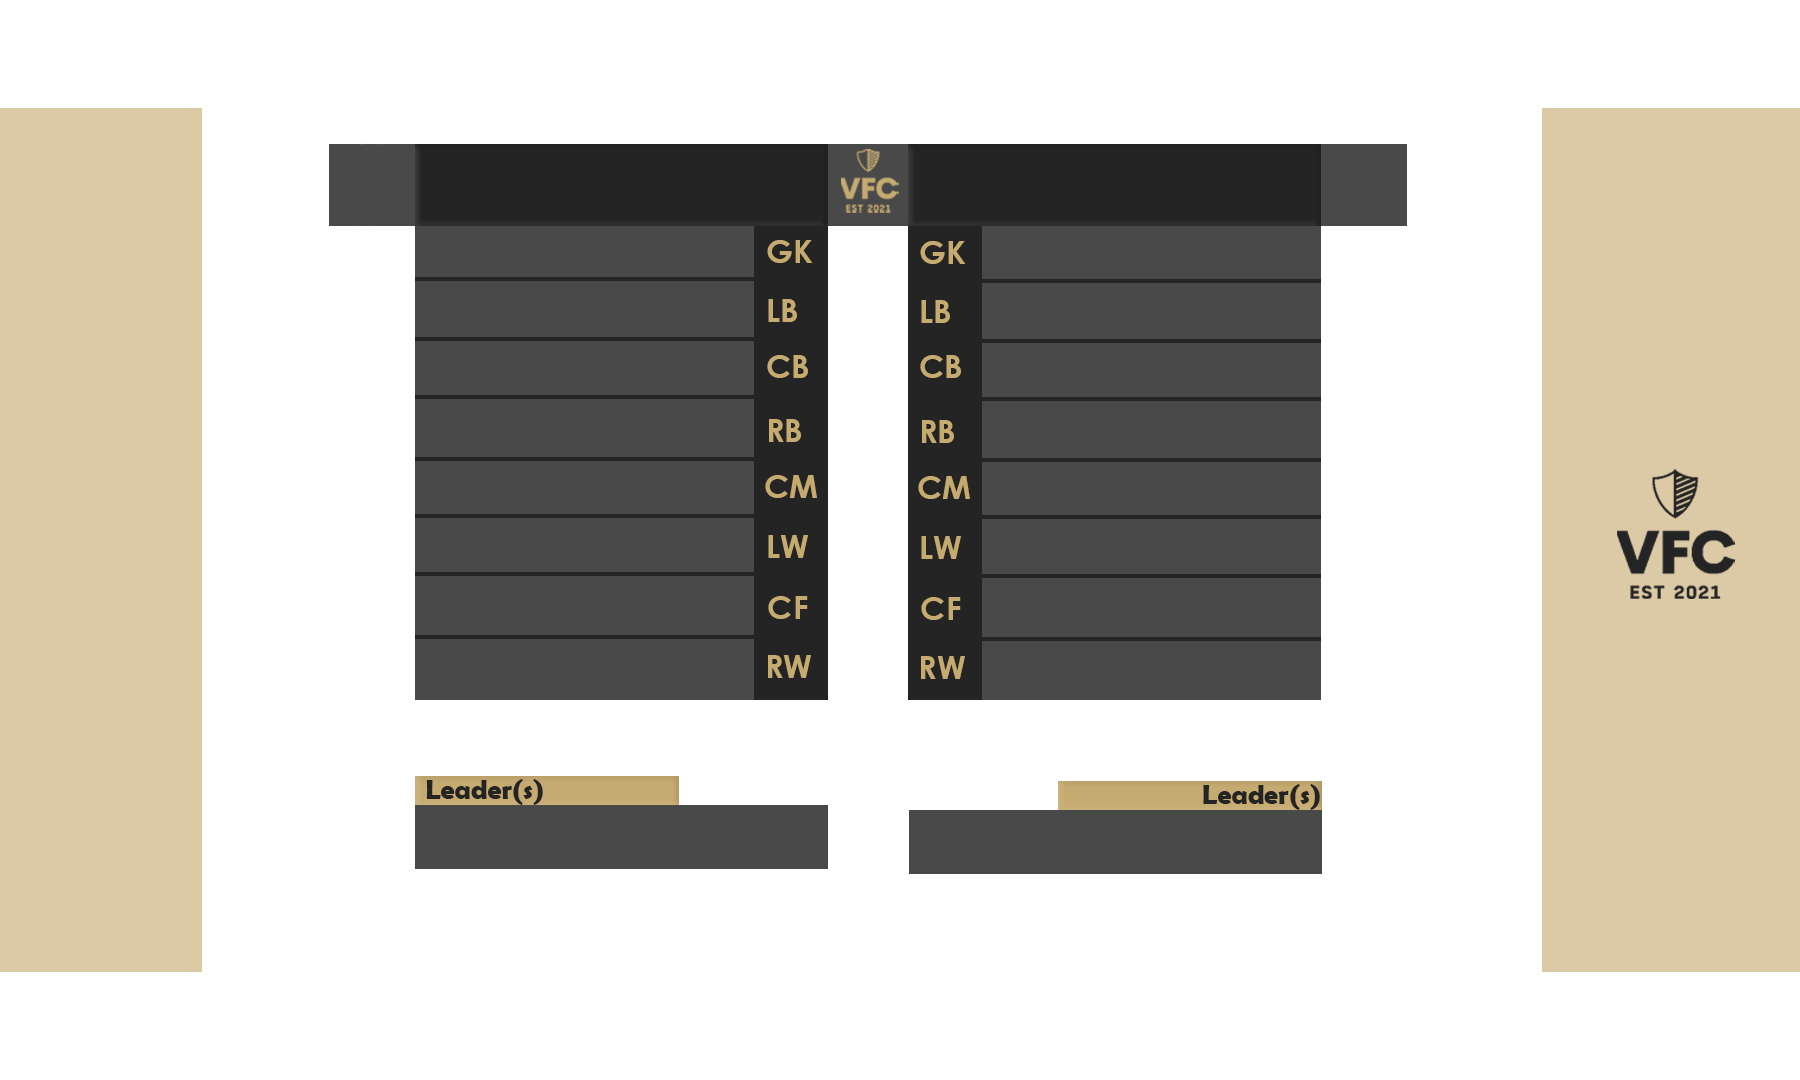 VFC
EST 2021
GK GK
LB LB
CB CB
RB RB
CM CM
LW LW
CF CF
RW RW
VFC
EST 2021
Leader(s)
Leader(s)